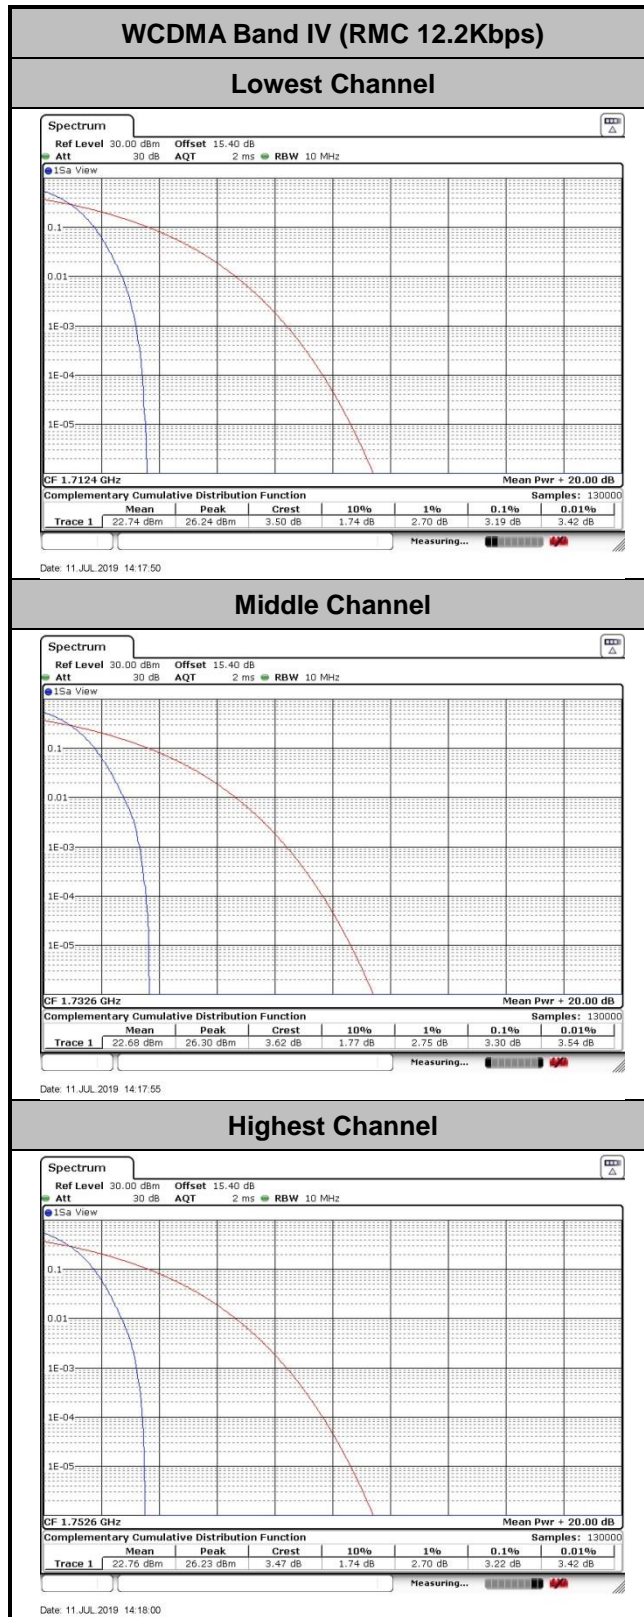 WCDMA Band IV (RMC 12.2Kbps)
Lowest Channel
Spectrum
Ref Level 30.00 dBm Offset 15.40 dB
Att 30 dB AQT 2 ms RBW 10 MHz
1Sa View
0.1
0.01
1E-03
1E-04
1E-05
CF 1.7124 GHz Mean Pwr + 20.00 dB
Complementary Cumulative Distribution Function Samples: 130000
Mean Peak Crest 10% 1% 0.1% 0.01%
Trace 1 22.74 dBm 26.24 dBm 3.50 dB 1.74 dB 2.70 dB 3.19 dB 3.42 dB
Measuring...
Date: 11.JUL.2019 14:17:50
Middle Channel
Spectrum
Ref Level 30.00 dBm Offset 15.40 dB
Att 30 dB AQT 2 ms RBW 10 MHz
1Sa View
0.1
0.01
1E-03
1E-04
1E-05
CF 1.7326 GHz Mean Pwr + 20.00 dB
Complementary Cumulative Distribution Function Samples: 130000
Mean Peak Crest 10% 1% 0.1% 0.01%
Trace 1 22.68 dBm 26.30 dBm 3.62 dB 1.77 dB 2.75 dB 3.30 dB 3.54 dB
Measuring...
Date: 11.JUL.2019 14:17:55
Highest Channel
Spectrum
Ref Level 30.00 dBm Offset 15.40 dB
Att 30 dB AQT 2 ms RBW 10 MHz
1Sa View
0.1
0.01
1E-03
1E-04
1E-05
CF 1.7526 GHz Mean Pwr + 20.00 dB
Complementary Cumulative Distribution Function Samples: 130000
Mean Peak Crest 10% 1% 0.1% 0.01%
Trace 1 22.76 dBm 26.23 dBm 3.47 dB 1.74 dB 2.70 dB 3.22 dB 3.42 dB
Measuring...
Date: 11.JUL.2019 14:18:00